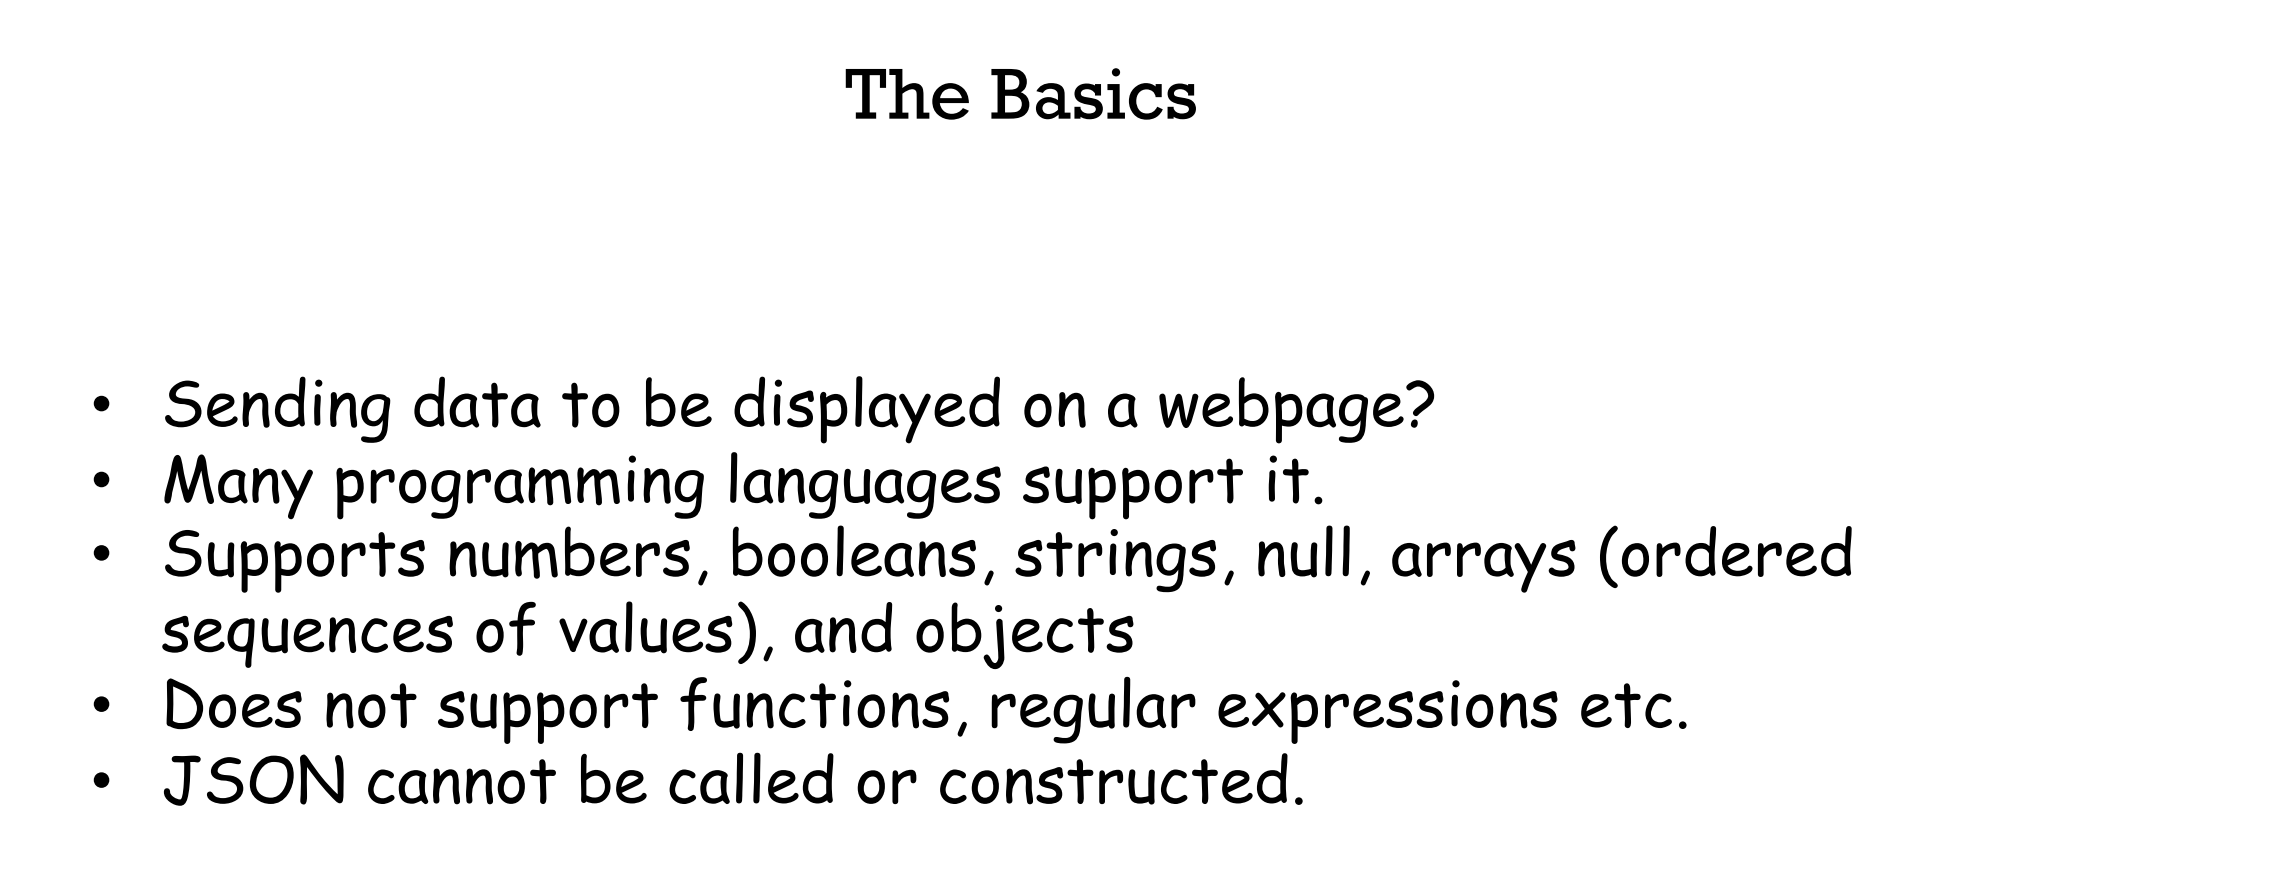 The Basics
• Sending data to be displayed on a webpage?
• Many programming languages support it.
• Supports numbers, booleans, strings, null, arrays (ordered
sequences of values), and objects
• Does not support functions, regular expressions etc.
• JSON cannot be called or constructed.